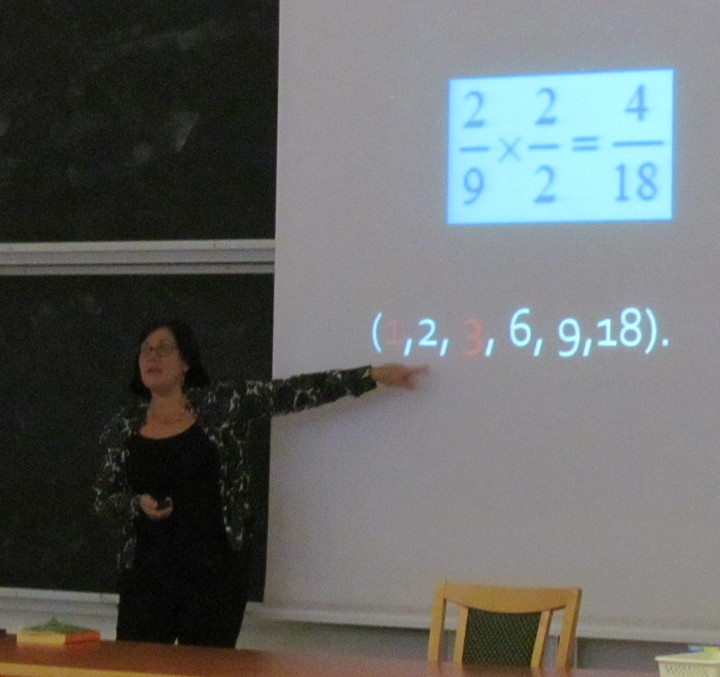 2/9 × 2/2 = 4/18
(1,2, 3, 6, 9,18).